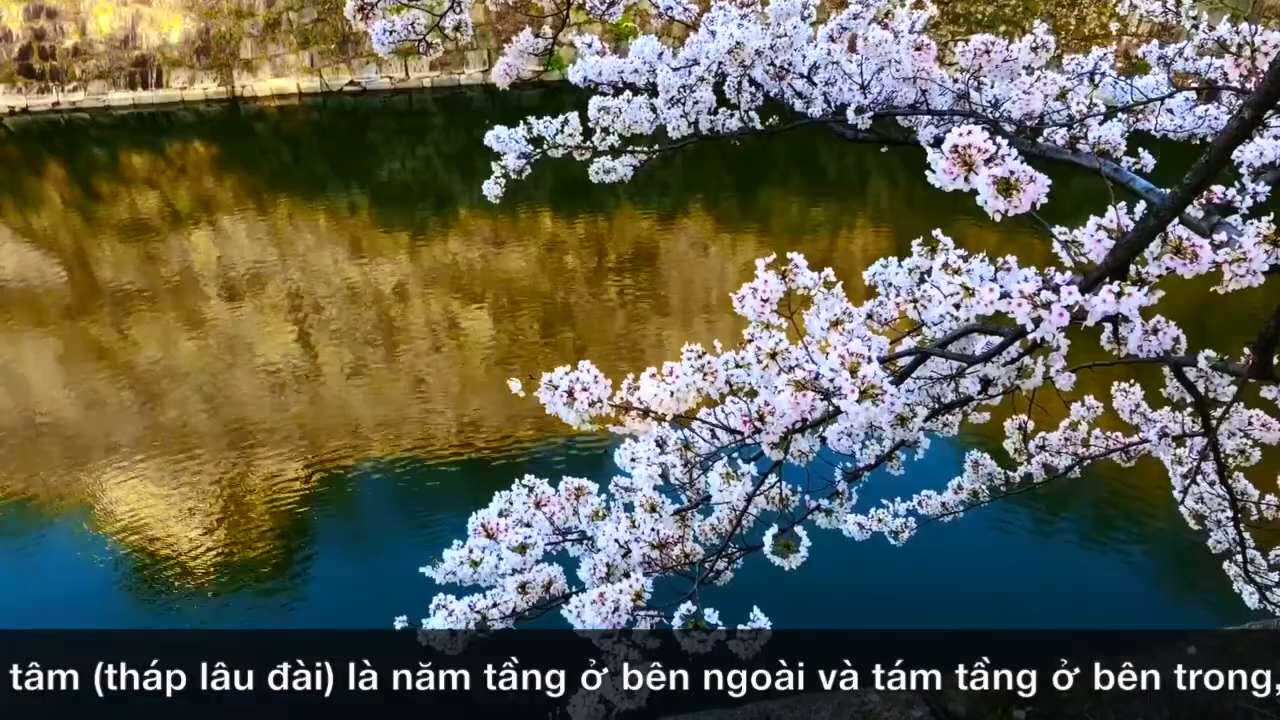 tâm (tháp lâu đài) là năm tầng ở bên ngoài và tám tầng ở bên trong,